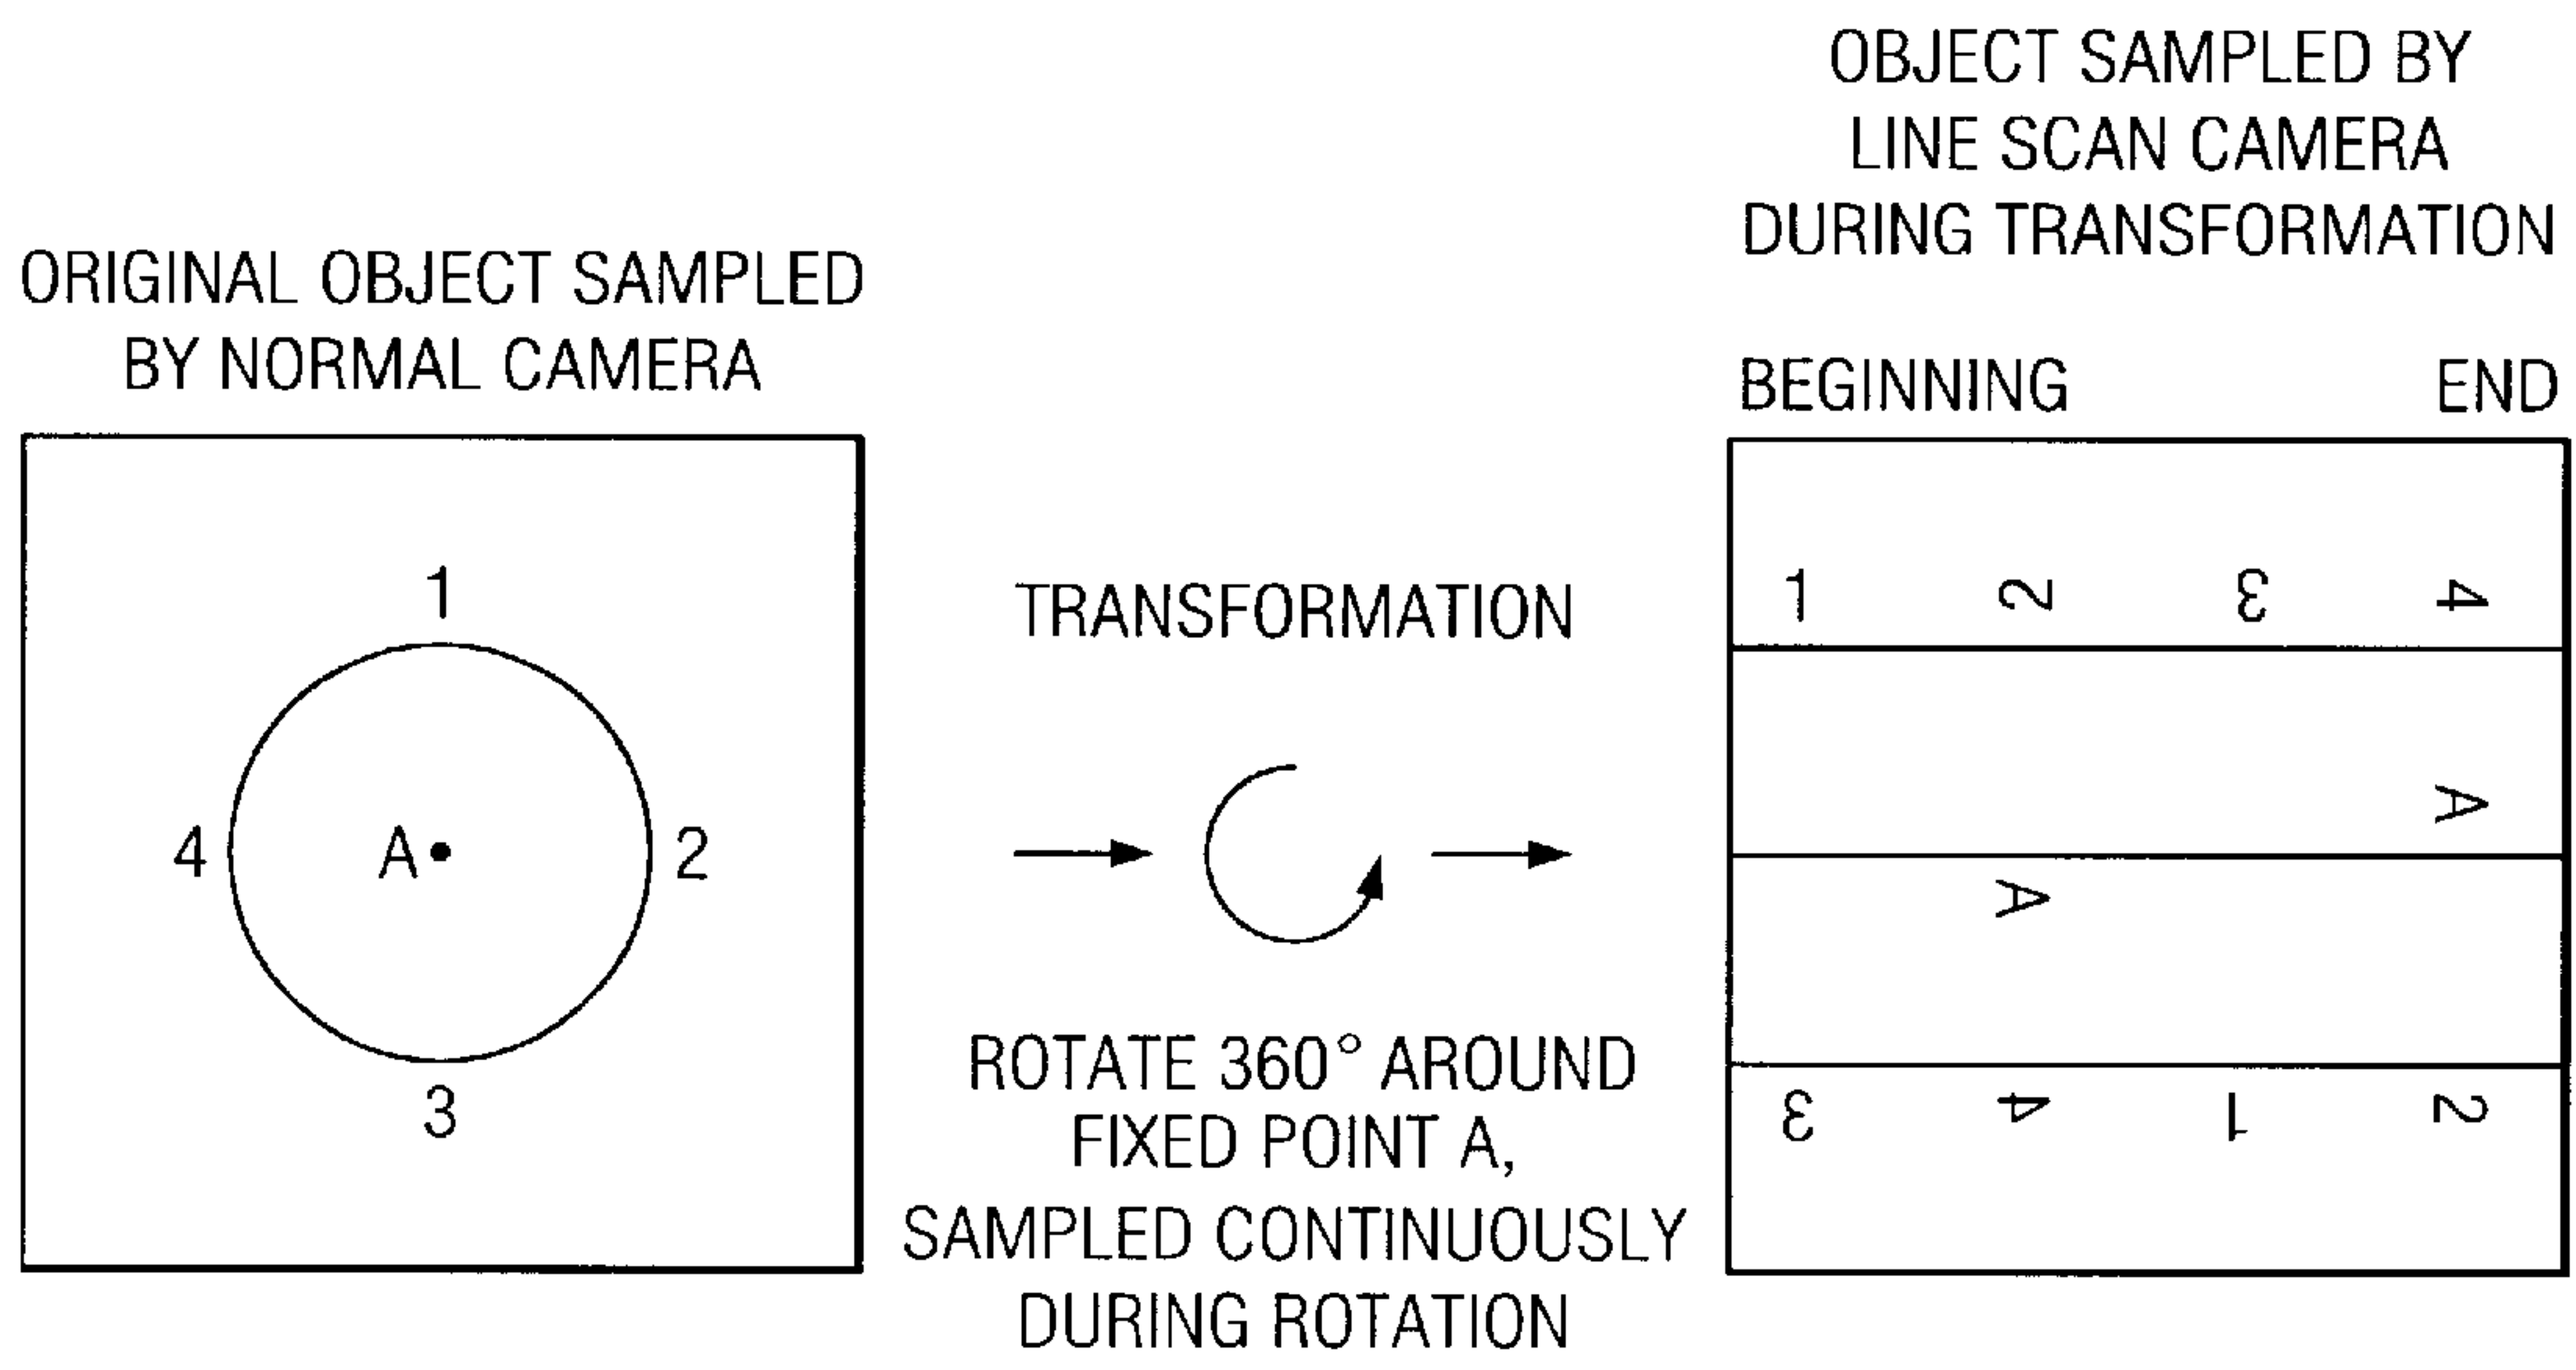 ORIGINAL OBJECT SAMPLED
BY NORMAL CAMERA
1
4
A
2
3
TRANSFORMATION
ROTATE 360° AROUND
FIXED POINT A,
SAMPLED CONTINUOUSLY
DURING ROTATION
OBJECT SAMPLED BY
LINE SCAN CAMERA
DURING TRANSFORMATION
BEGINNING END
1 2 3 4
A
A
3 4 1 2